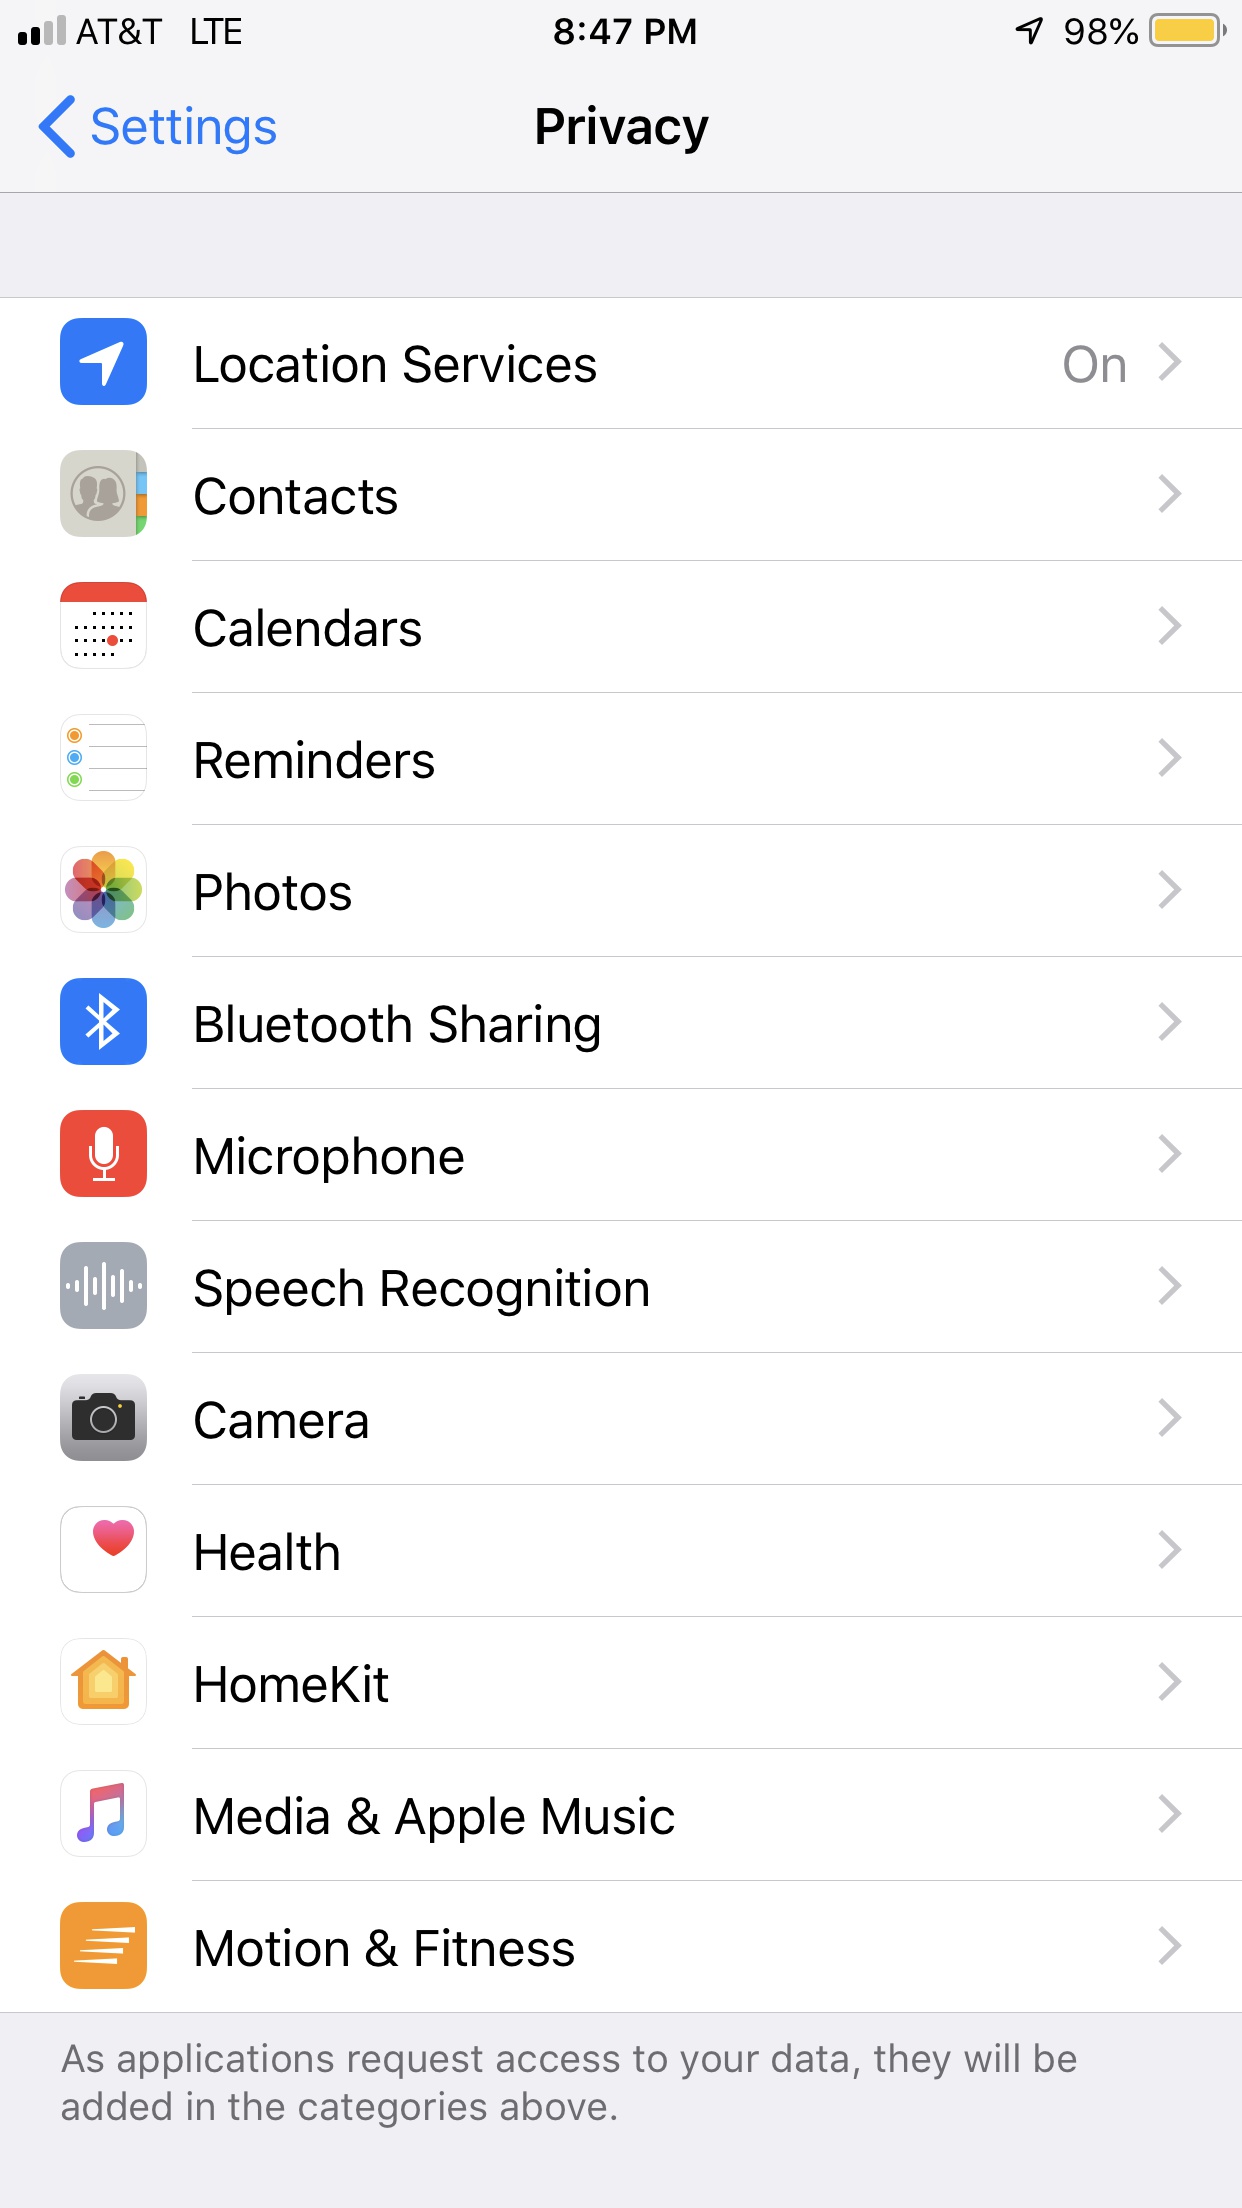 AT&T LTE 8:47 PM 98%
Settings Privacy
Location Services On
Contacts
Calendars
Reminders
Photos
Bluetooth Sharing
Microphone
Speech Recognition
Camera
Health
HomeKit
Media & Apple Music
Motion & Fitness
As applications request access to your data, they will be
added in the categories above.